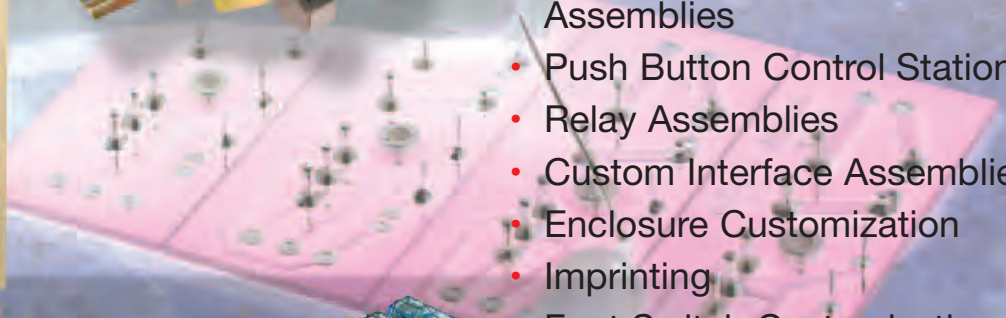 Assemblies
• Push Button Control Station
• Relay Assemblies
• Custom Interface Assemblie
• Enclosure Customization
• Imprinting